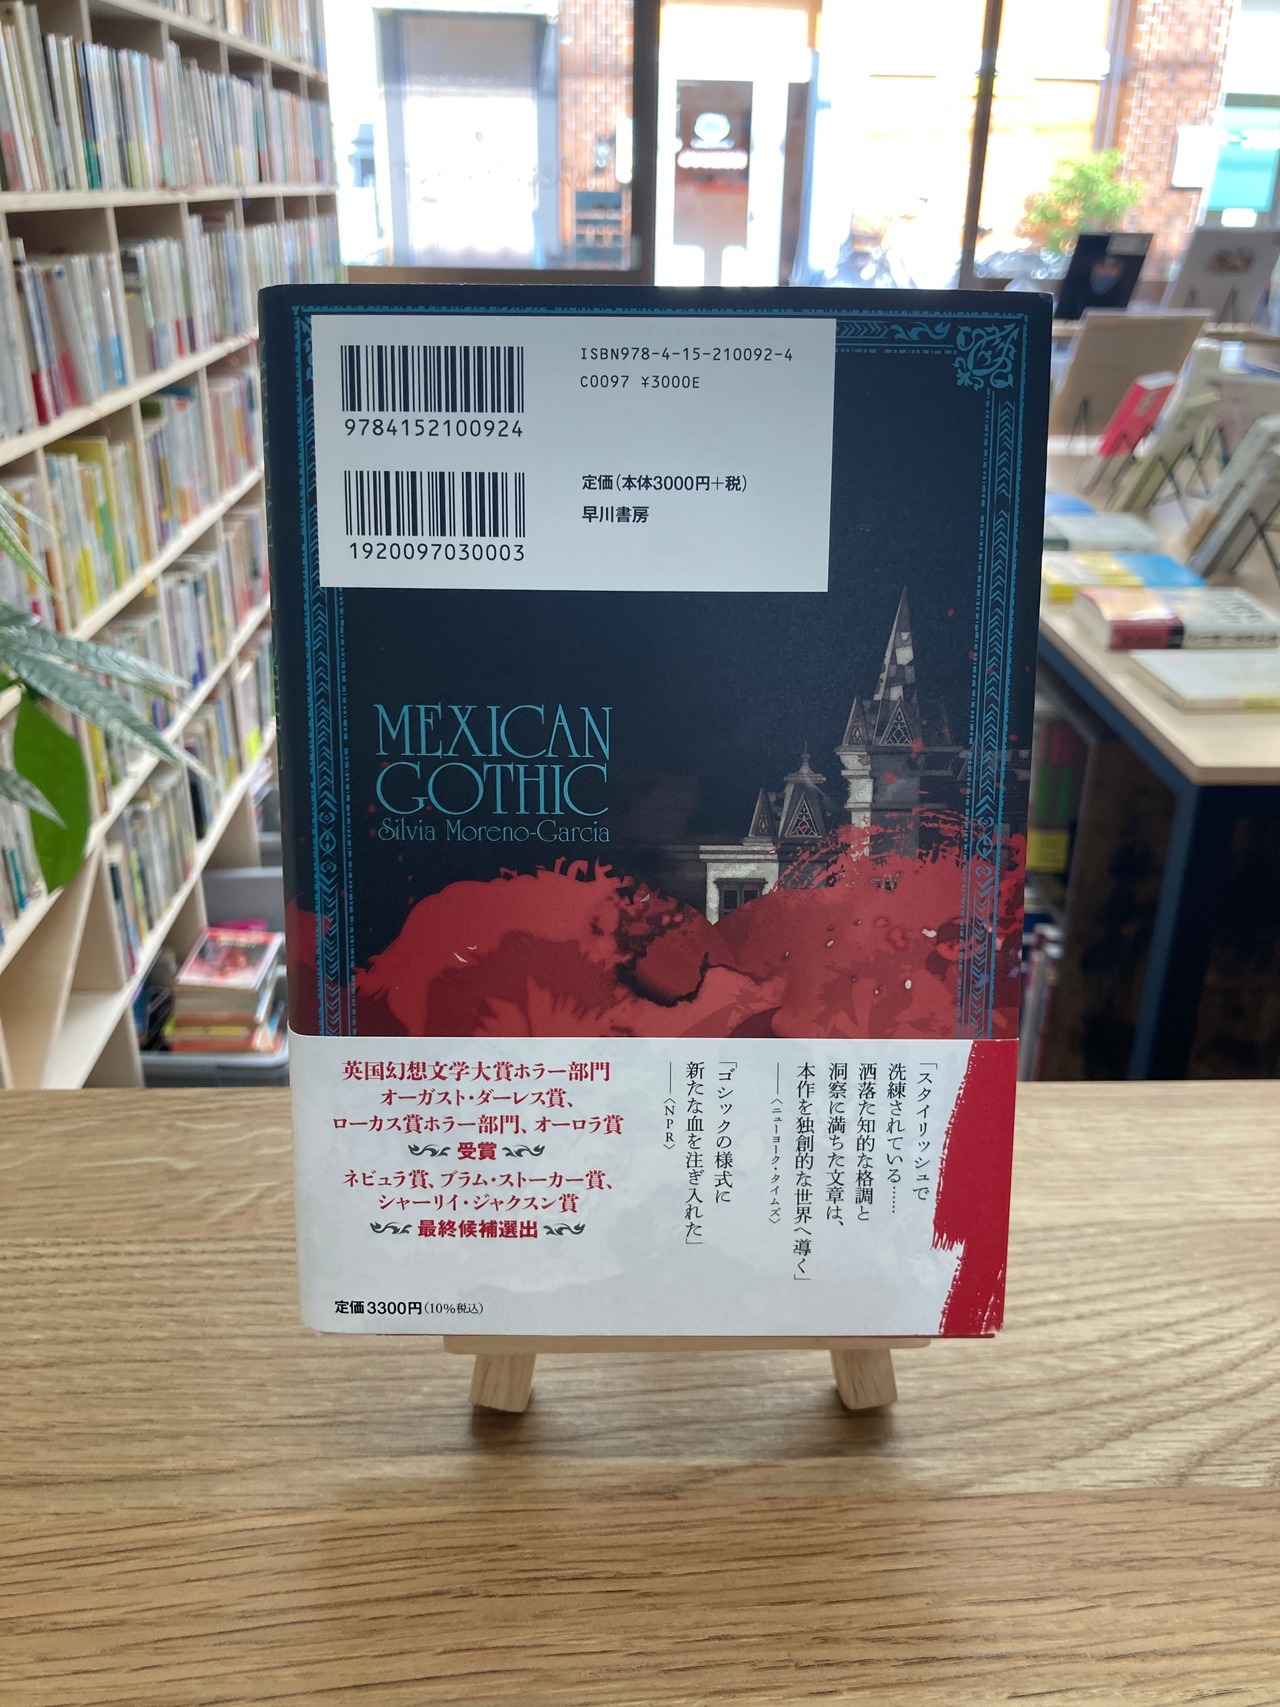 ISBN978-4-15-210092-4
C0097 ¥3000E
9784152100924
定価(本体3000円+税)
早川書房
1920097030003
MEXICAN
GOTHIC
Silvia Moreno-Garcia
「スタイリッシュで
洗練されている……
洒落た知的な格調と
洞察に満ちた文章は、
本作を独創的な世界へ導く」
――〈ニューヨーク・タイムズ〉
「ゴシックの様式に
新たな血を注ぎ入れた」
――〈NPR〉
英国幻想文学大賞ホラー部門
オーガスト・ダーレス賞、
ローカス賞ホラー部門、オーロラ賞
受賞
ネビュラ賞、ブラム・ストーカー賞、
シャーリイ・ジャクスン賞
最終候補選出
定価3300円(10%税込)